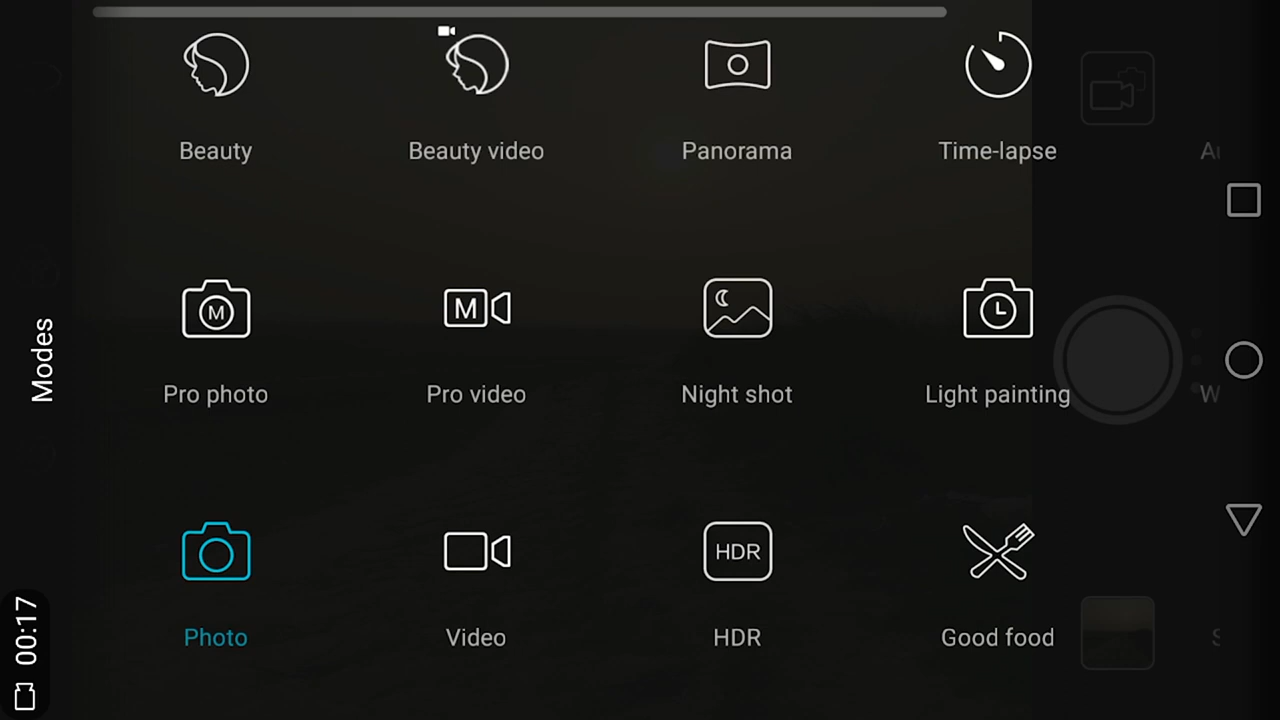 Beauty
Beauty video
Panorama
Time-lapse
M
M
Pro photo
Pro video
Night shot
Light painting
Modes
HDR
Photo
Video
HDR
Good food
00:17